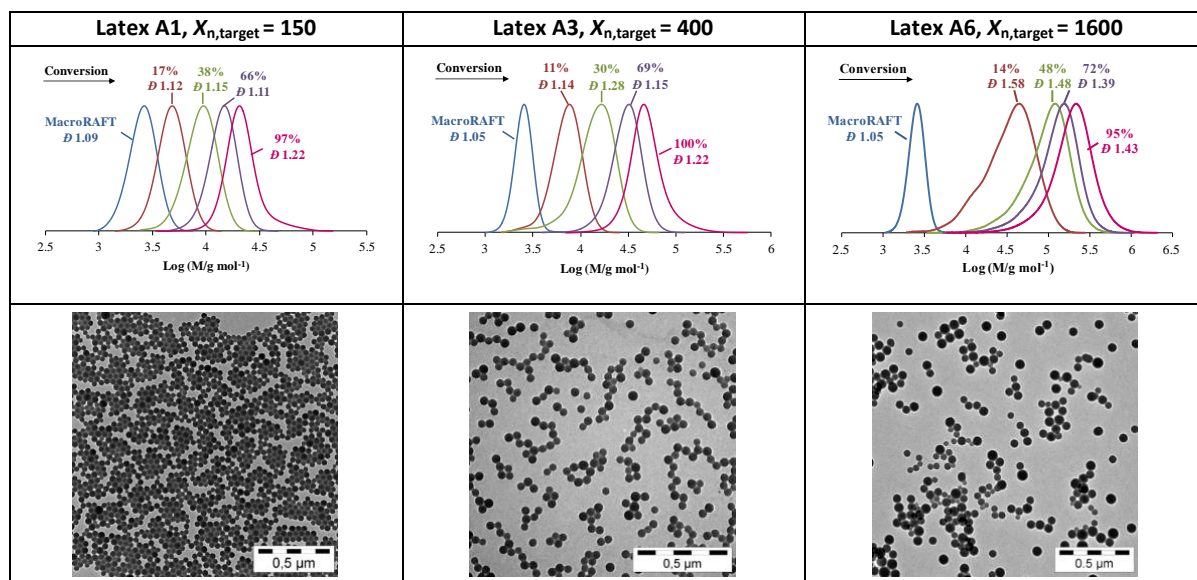 Latex A1, Xn,target = 150
Conversion
17%
Đ 1.12
38%
Đ 1.15
66%
Đ 1.11
MacroRAFT
Đ 1.09
97%
Đ 1.22
2.5 3 3.5 4 4.5 5 5.5
Log (M/g mol-1)
Latex A3, Xn,target = 400
Conversion
11%
Đ 1.14
30%
Đ 1.28
69%
Đ 1.15
MacroRAFT
Đ 1.05
100%
Đ 1.22
2.5 3 3.5 4 4.5 5 5.5 6
Log (M/g mol-1)
Latex A6, Xn,target = 1600
Conversion
14%
Đ 1.58
48%
Đ 1.48
72%
Đ 1.39
MacroRAFT
Đ 1.05
95%
Đ 1.43
2.5 3 3.5 4 4.5 5 5.5 6 6.5
Log (M/g mol-1)
0,5 µm
0,5 µm
0.5 µm